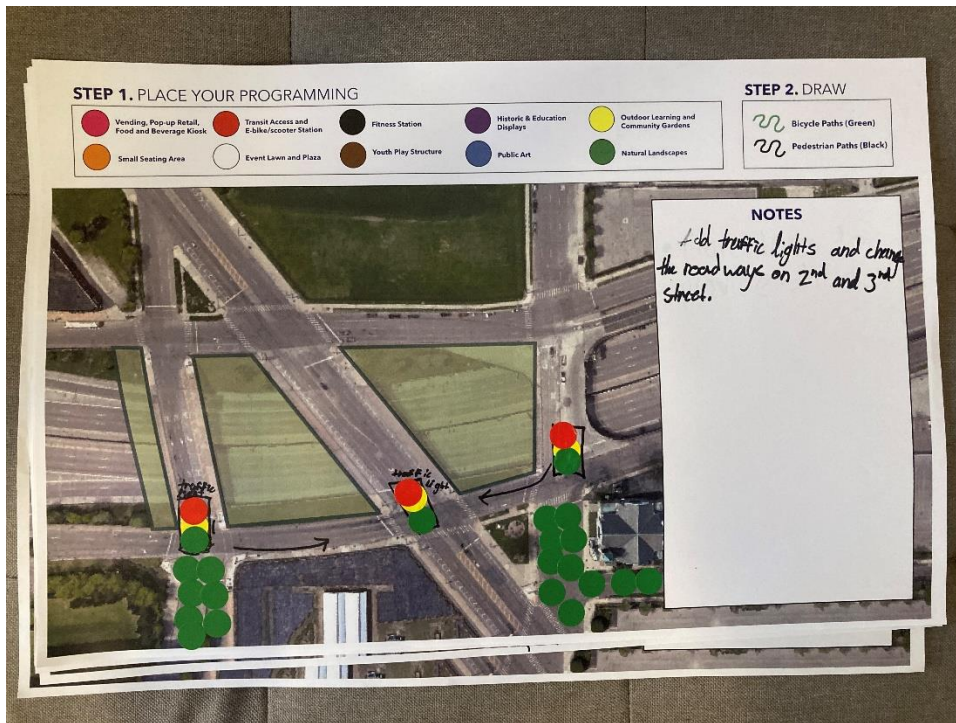 STEP 1. PLACE YOUR PROGRAMMING
Vending, Pop-up Retail,
Food and Beverage Kiosk
Transit Access and
E-bike/scooter Station
Fitness Station
Historic & Education
Displays
Outdoor Learning and
Community Gardens
Small Seating Area
Event Lawn and Plaza
Youth Play Structure
Public Art
Natural Landscapes
STEP 2. DRAW
Bicycle Paths (Green)
Pedestrian Paths (Black)
NOTES
Add traffic lights and change
the roadways on 2nd and 3nd
street.
traffic
light
traffic